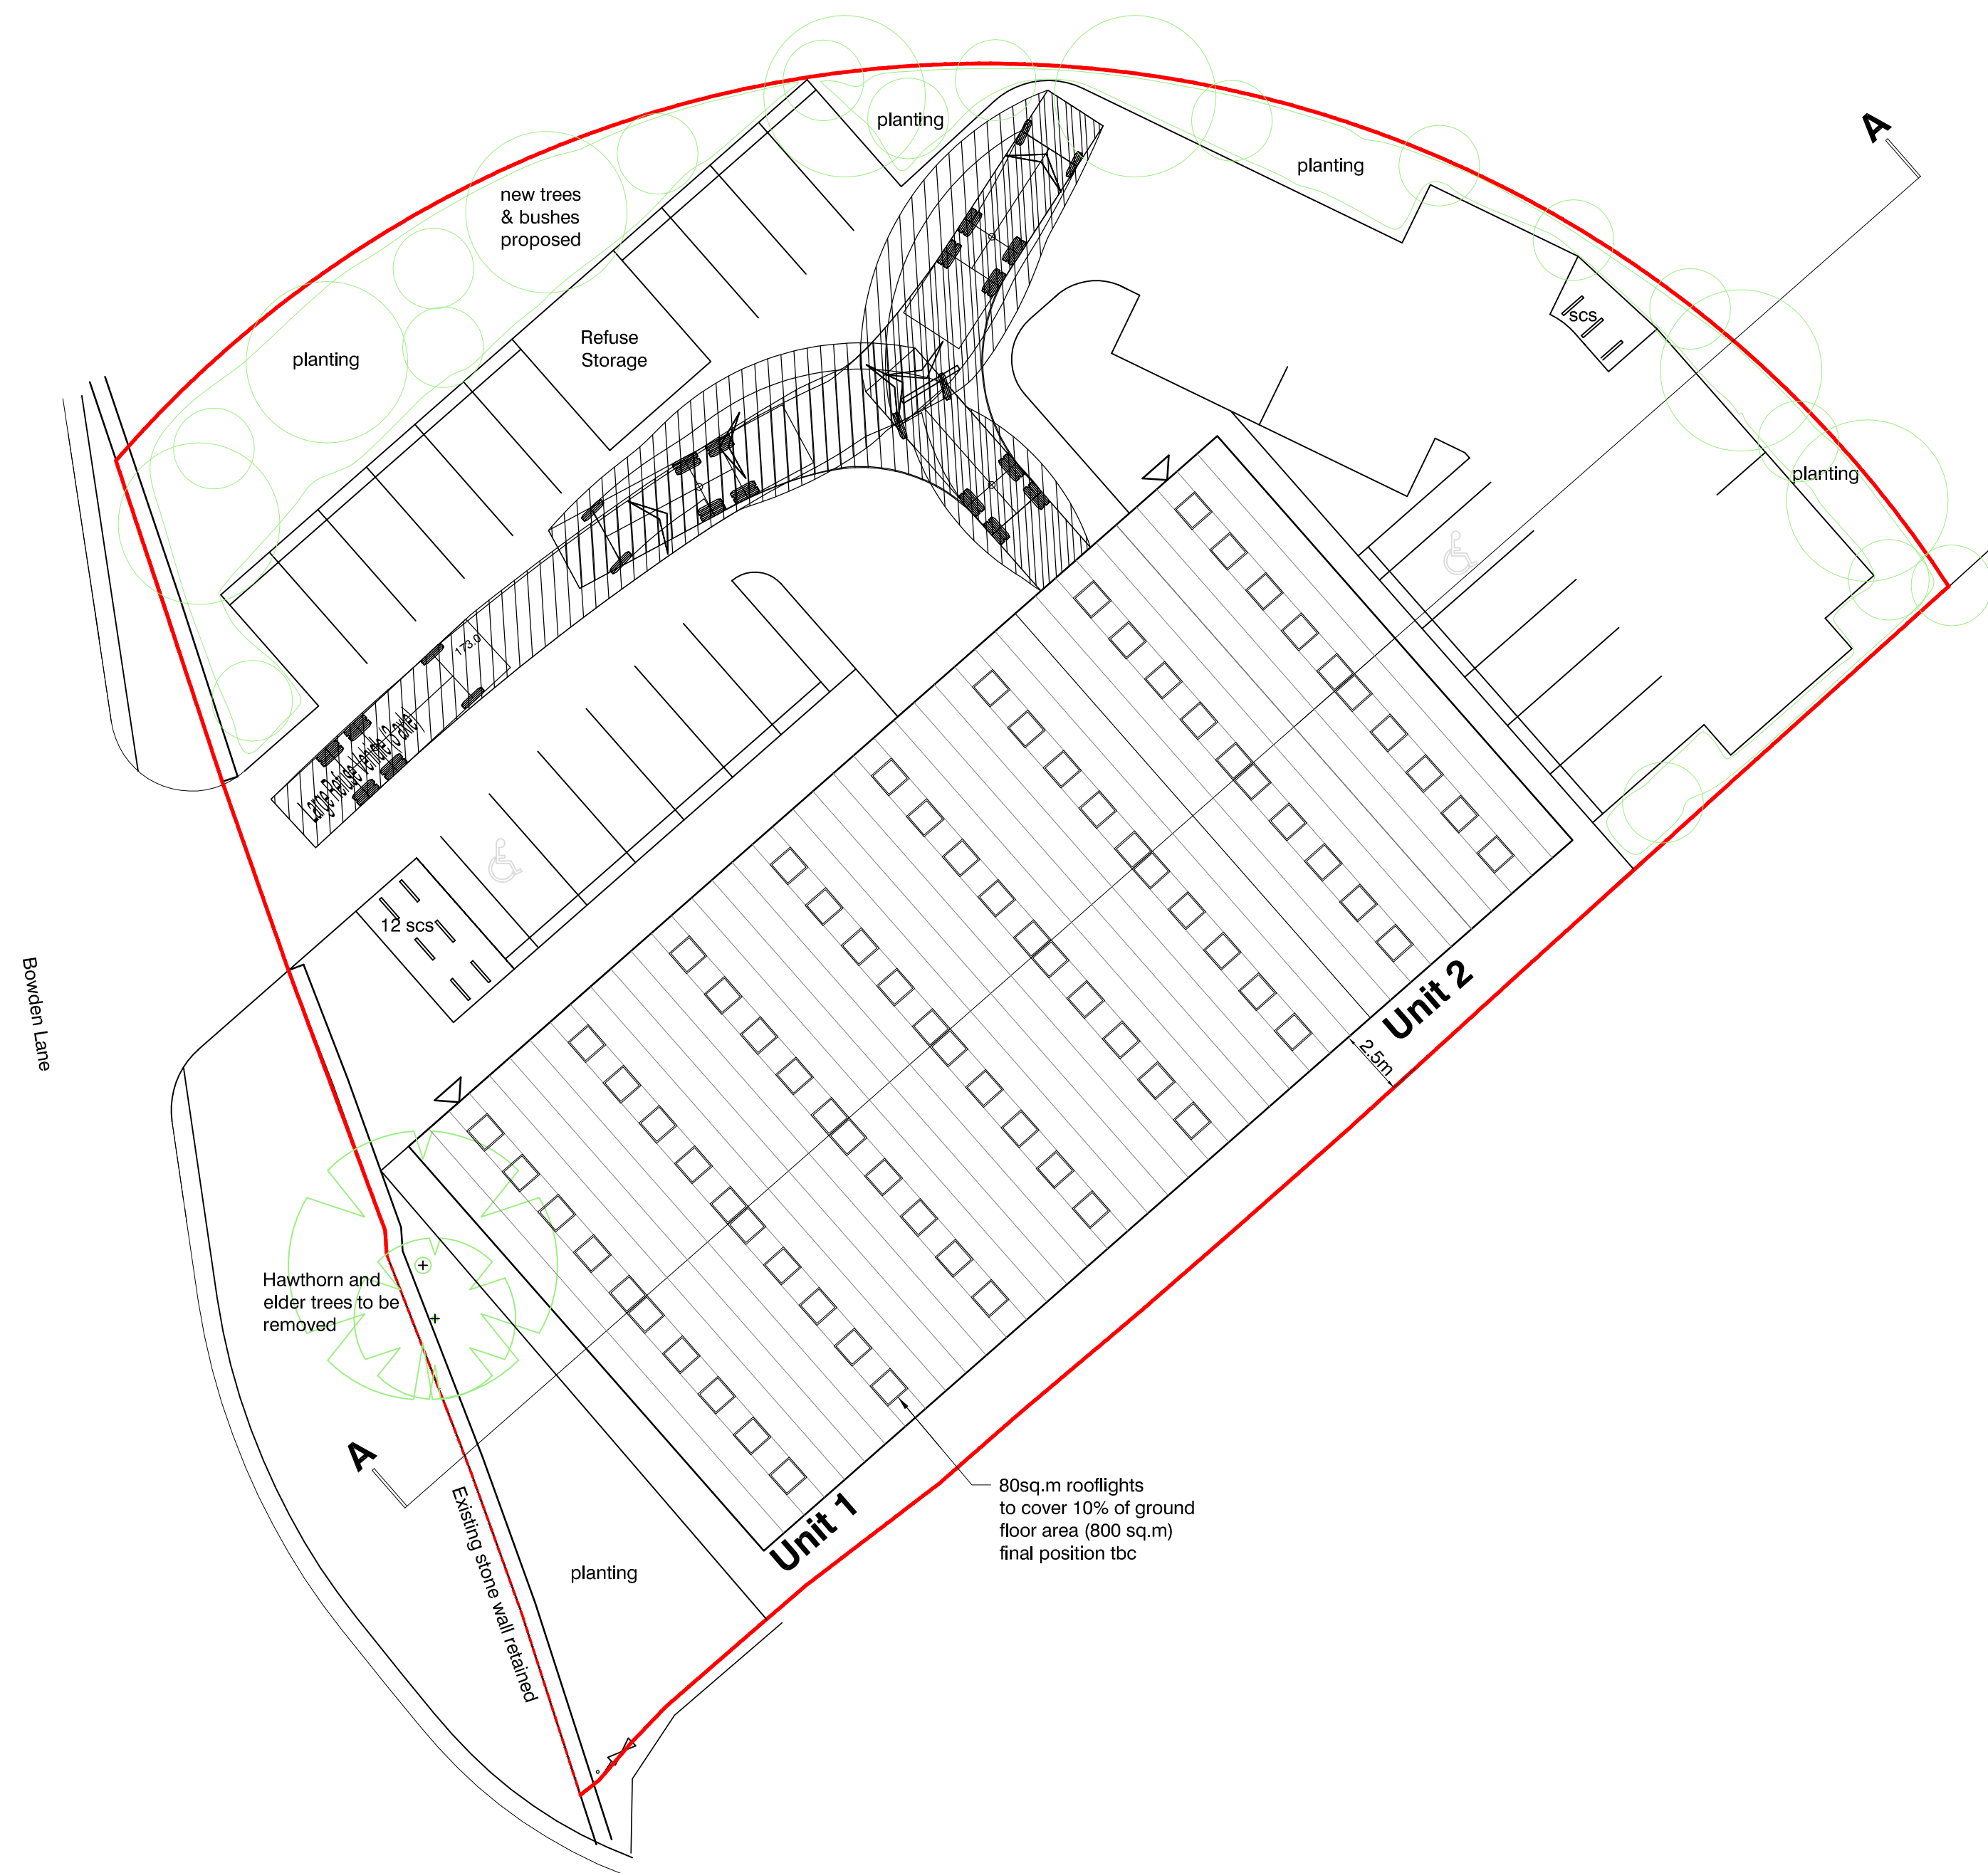 planting
A
planting
new trees
& bushes
proposed
scs
Refuse
Storage
planting
planting
173.0
Large Refuse Vehicle (3 axle)
12 scs
Bowden Lane
Unit 2
2.5m
Hawthorn and
elder trees to be
removed
A
80sq.m rooflights
to cover 10% of ground
floor area (800 sq.m)
final position tbc
Unit 1
Existing stone wall retained
planting